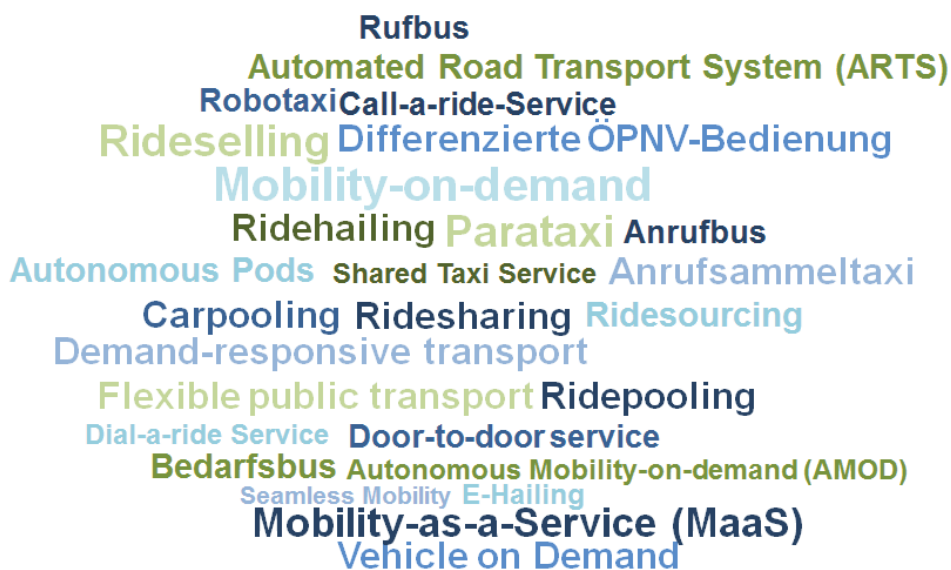 Rufbus
Automated Road Transport System (ARTS)
Robotaxi Call-a-ride-Service
Rideselling Differenzierte ÖPNV-Bedienung
Mobility-on-demand
Ridehailing Parataxi Anrufbus
Autonomous Pods Shared Taxi Service Anrufsammeltaxi
Carpooling Ridesharing Ridesourcing
Demand-responsive transport
Flexible public transport Ridepooling
Dial-a-ride Service Door-to-door service
Bedarfsbus Autonomous Mobility-on-demand (AMOD)
Seamless Mobility E-Hailing
Mobility-as-a-Service (MaaS)
Vehicle on Demand